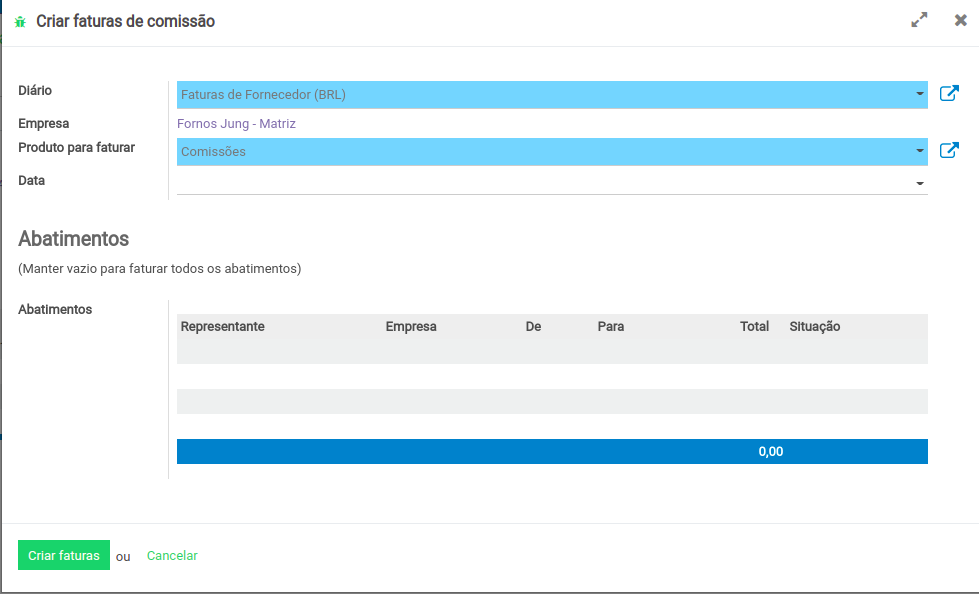 Criar faturas de comissão
Diário
Faturas de Fornecedor (BRL)
Empresa
Fornos Jung - Matriz
Produto para faturar
Comissões
Data
Abatimentos
(Manter vazio para faturar todos os abatimentos)
Abatimentos
Representante Empresa De Para Total Situação
0,00
Criar faturas ou Cancelar